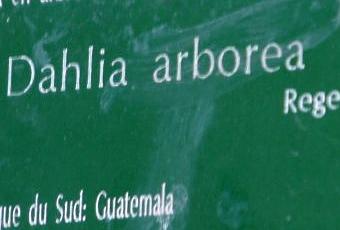 Dahlia arborea
Rege
que du Sud: Guatemala